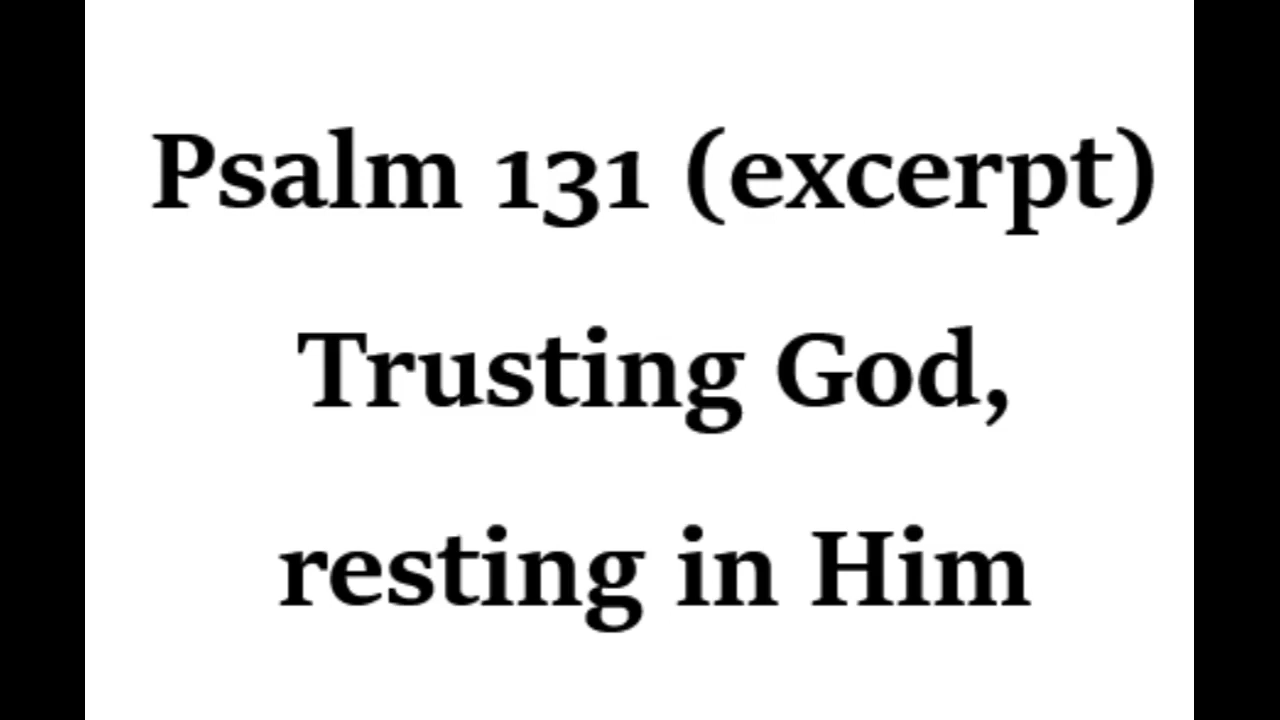 Psalm 131 (excerpt)
Trusting God,
resting in Him